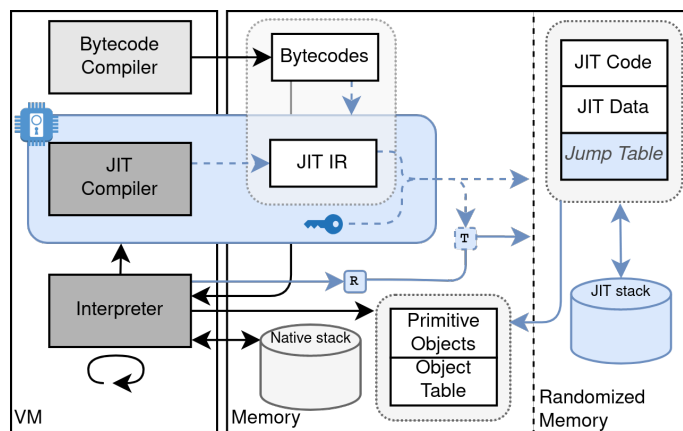 Bytecode
Compiler
Bytecodes
JIT Code
JIT Data
Jump Table
JIT
Compiler
JIT IR
T
R
Interpreter
JIT stack
Native stack
Primitive
Objects
Object
Table
VM
Memory
Randomized
Memory